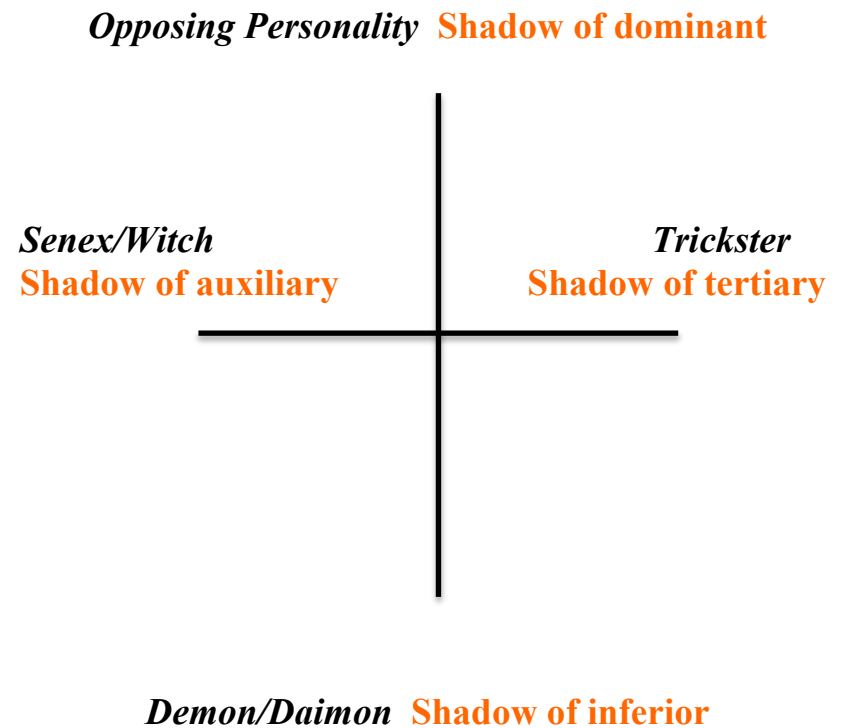 Opposing Personality Shadow of dominant
Senex/Witch
Shadow of auxiliary
Trickster
Shadow of tertiary
Demon/Daimon Shadow of inferior